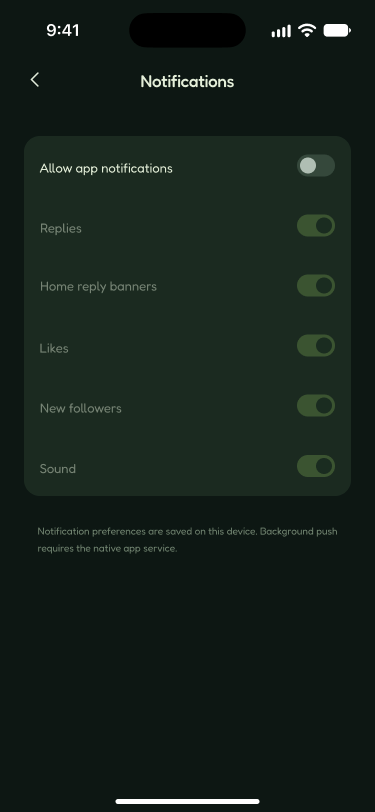 9:41
Notifications
Allow app notifications
Replies
Home reply banners
Likes
New followers
Sound
Notification preferences are saved on this device. Background push
requires the native app service.